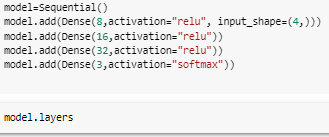 model=Sequential()
model.add(Dense(8,activation="relu", input_shape=(4,)))
model.add(Dense(16,activation="relu"))
model.add(Dense(32,activation="relu"))
model.add(Dense(3,activation="softmax"))
model.layers